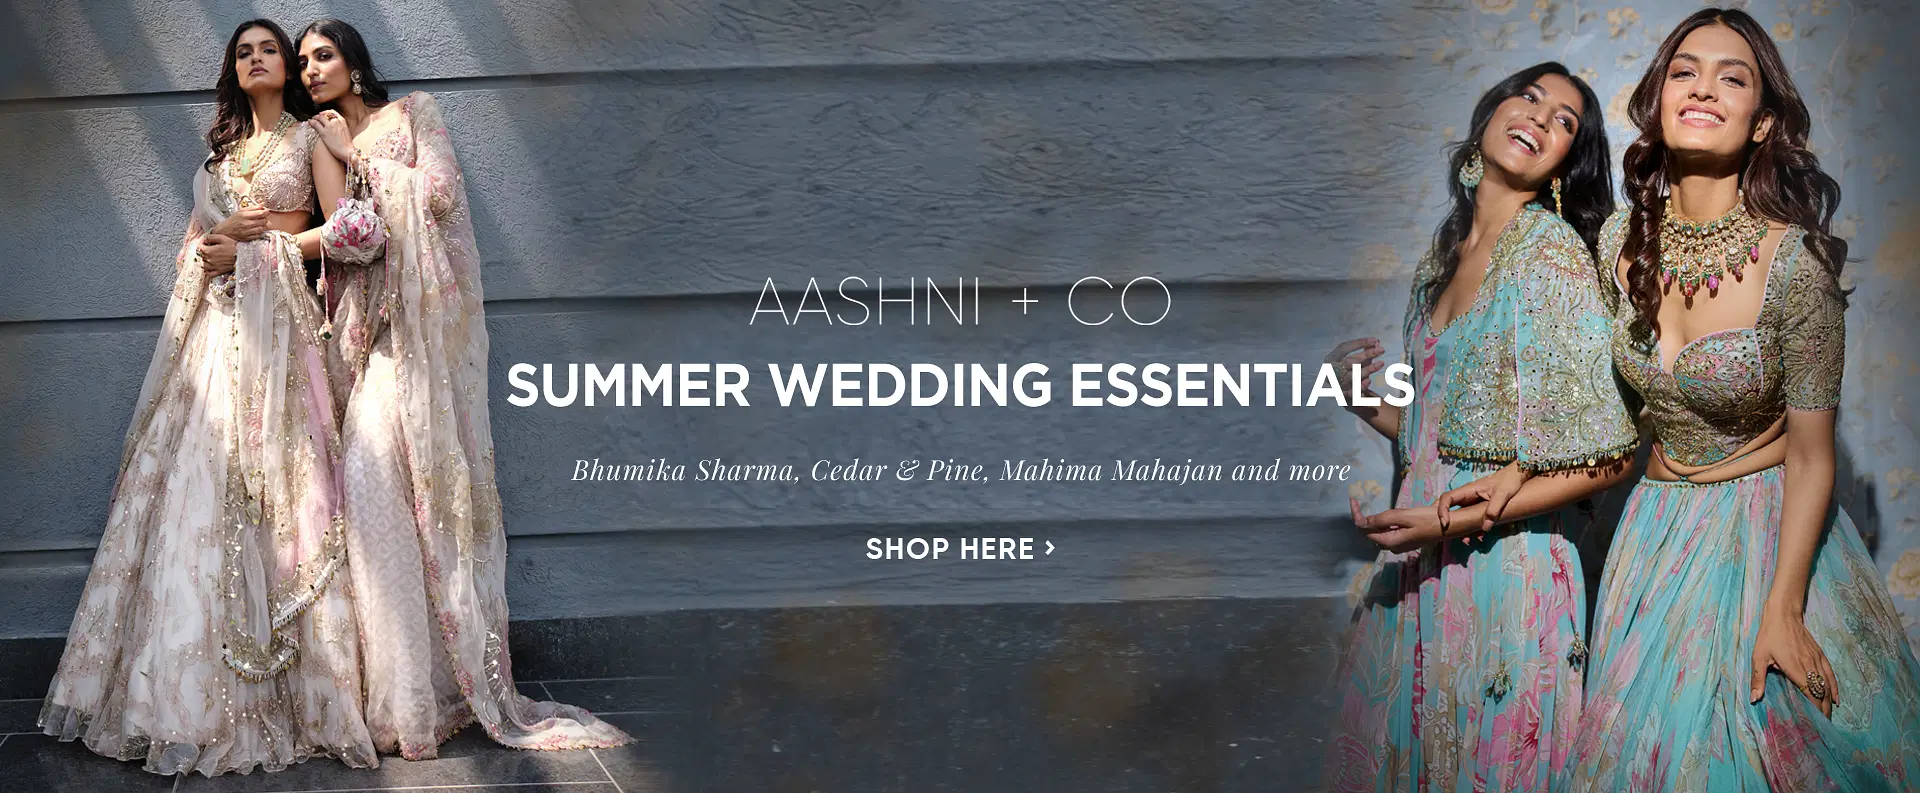 AASHNI + CO
SUMMER WEDDING ESSENTIALS
Bhumika Sharma, Cedar & Pine, Mahima Mahajan and more
SHOP HERE >